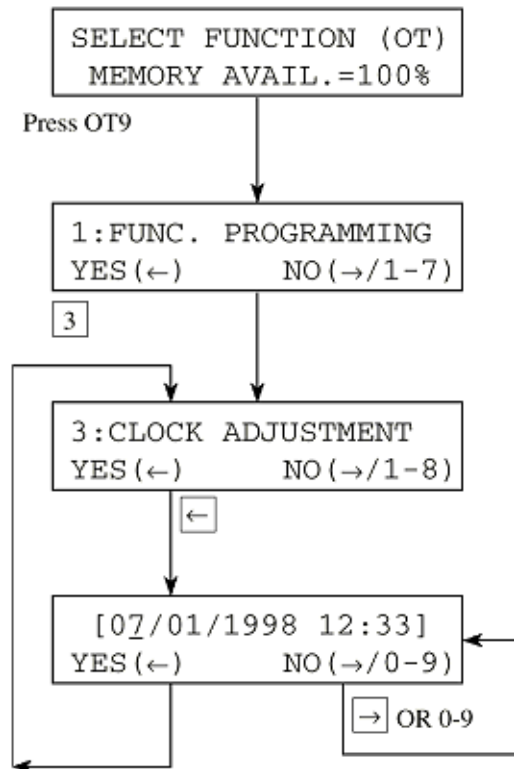 SELECT FUNCTION (OT)
MEMORY AVAIL.=100%
Press OT9
1:FUNC. PROGRAMMING
YES(←) NO(→/1-7)
3
3:CLOCK ADJUSTMENT
YES(←) NO(→/1-8)
←
[07/01/1998 12:33]
YES(←) NO(→/0-9)
→ OR 0-9